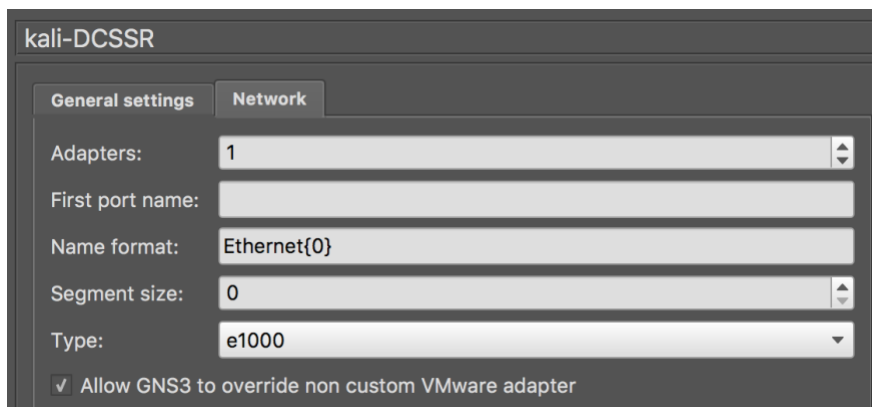 kali-DCSSR
General settings Network
Adapters: 1
First port name:
Name format: Ethernet{0}
Segment size: 0
Type: e1000
Allow GNS3 to override non custom VMware adapter